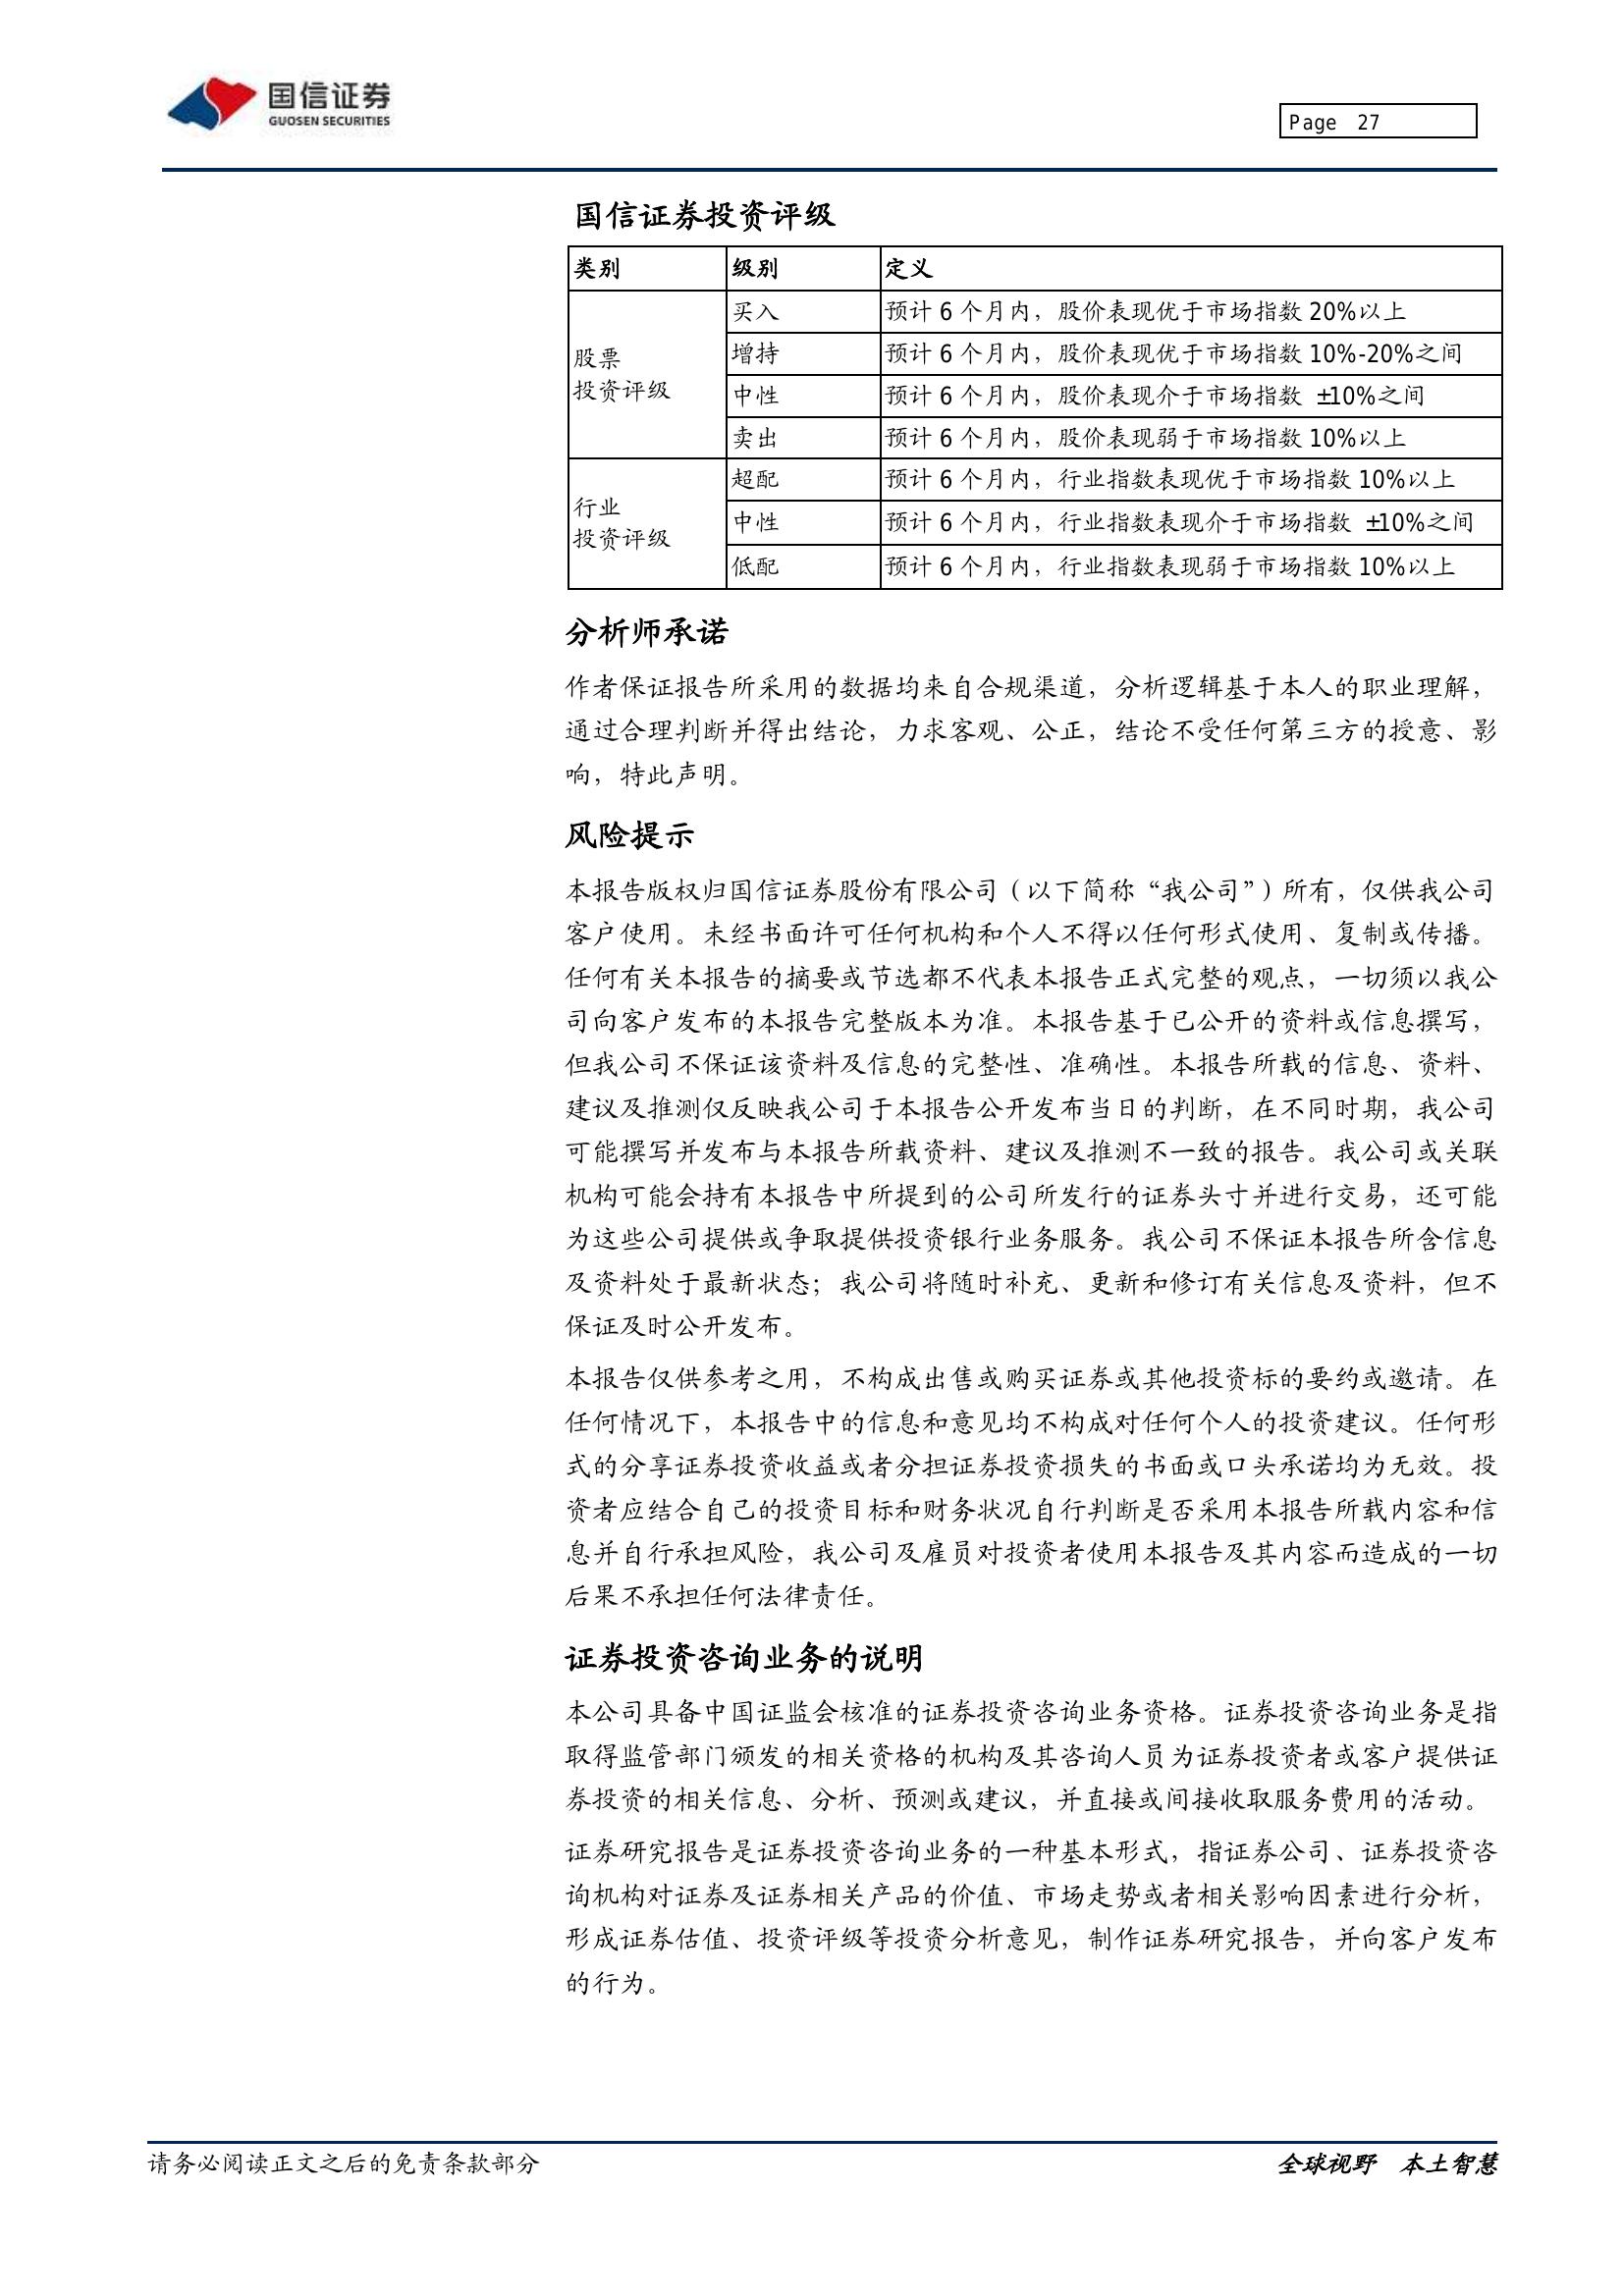 国信证券
GUOSEN SECURITIES
Page 27
国信证券投资评级
类别 级别 定义
股票
投资评级
买入 预计 6 个月内，股价表现优于市场指数 20%以上
增持 预计 6 个月内，股价表现优于市场指数 10%-20%之间
中性 预计 6 个月内，股价表现介于市场指数 ±10%之间
卖出 预计 6 个月内，股价表现弱于市场指数 10%以上
行业
投资评级
超配 预计 6 个月内，行业指数表现优于市场指数 10%以上
中性 预计 6 个月内，行业指数表现介于市场指数 ±10%之间
低配 预计 6 个月内，行业指数表现弱于市场指数 10%以上
分析师承诺
作者保证报告所采用的数据均来自合规渠道，分析逻辑基于本人的职业理解，
通过合理判断并得出结论，力求客观、公正，结论不受任何第三方的授意、影
响，特此声明。
风险提示
本报告版权归国信证券股份有限公司（以下简称“我公司”）所有，仅供我公司
客户使用。未经书面许可任何机构和个人不得以任何形式使用、复制或传播。
任何有关本报告的摘要或节选都不代表本报告正式完整的观点，一切须以我公
司向客户发布的本报告完整版本为准。本报告基于已公开的资料或信息撰写，
但我公司不保证该资料及信息的完整性、准确性。本报告所载的信息、资料、
建议及推测仅反映我公司于本报告公开发布当日的判断，在不同时期，我公司
可能撰写并发布与本报告所载资料、建议及推测不一致的报告。我公司或关联
机构可能会持有本报告中所提到的公司所发行的证券头寸并进行交易，还可能
为这些公司提供或争取提供投资银行业务服务。我公司不保证本报告所含信息
及资料处于最新状态；我公司将随时补充、更新和修订有关信息及资料，但不
保证及时公开发布。
本报告仅供参考之用，不构成出售或购买证券或其他投资标的要约或邀请。在
任何情况下，本报告中的信息和意见均不构成对任何个人的投资建议。任何形
式的分享证券投资收益或者分担证券投资损失的书面或口头承诺均为无效。投
资者应结合自己的投资目标和财务状况自行判断是否采用本报告所载内容和信
息并自行承担风险，我公司及雇员对投资者使用本报告及其内容而造成的一切
后果不承担任何法律责任。
证券投资咨询业务的说明
本公司具备中国证监会核准的证券投资咨询业务资格。证券投资咨询业务是指
取得监管部门颁发的相关资格的机构及其咨询人员为证券投资者或客户提供证
券投资的相关信息、分析、预测或建议，并直接或间接收取服务费用的活动。
证券研究报告是证券投资咨询业务的一种基本形式，指证券公司、证券投资咨
询机构对证券及证券相关产品的价值、市场走势或者相关影响因素进行分析，
形成证券估值、投资评级等投资分析意见，制作证券研究报告，并向客户发布
的行为。
请务必阅读正文之后的免责条款部分 全球视野 本土智慧